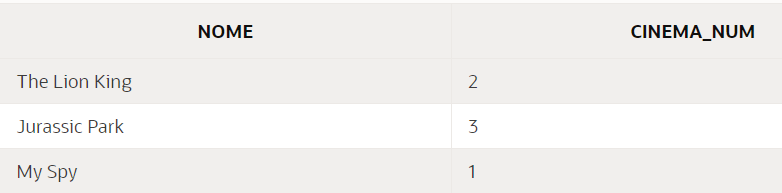 NOME CINEMA_NUM
The Lion King 2
Jurassic Park 3
My Spy 1